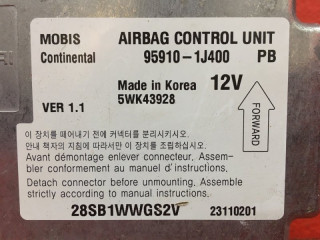 MOBIS AIRBAG CONTROL UNIT
Continental 95910-1J400 PB
Made in Korea 12V
5WK43928
VER 1.1
FORWARD
이 장치를 떼어내기 전에 커넥터를 분리시키시오.
안내 책자의 지침에 따라서만 이 장치를 조립하십시오.
Avant démontage enlever connecteur, Assem-
bler conformement au manuel d'instructions.
Detach connector before unmounting, Assemble
strictly according to manual instructions.
28SB1WWGS2V 23110201